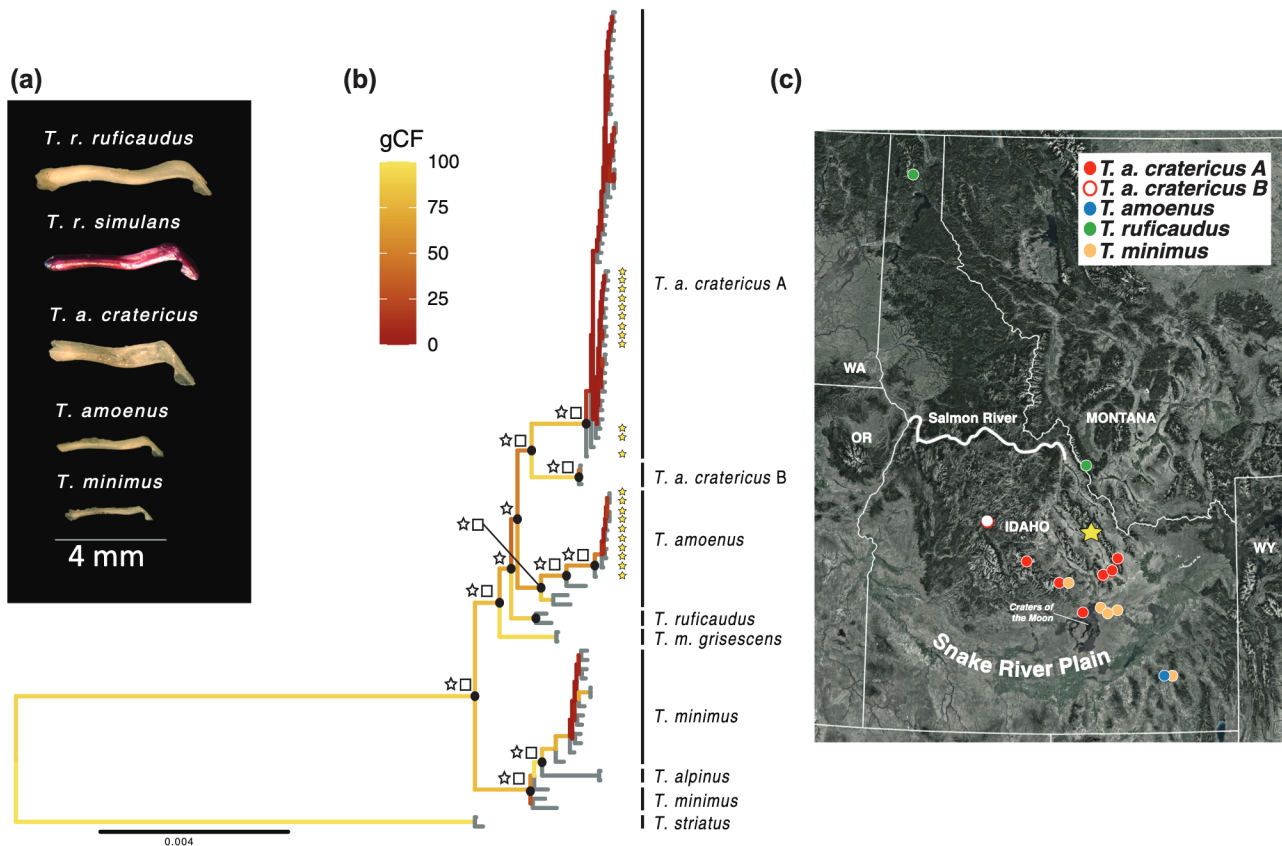 (a)
T. r. ruficaudus
T. r. simulans
T. a. cratericus
T. amoenus
T. minimus
4 mm
(b)
gCF
100
75
50
25
0
T. a. cratericus A
T. a. cratericus B
T. amoenus
T. ruficaudus
T. m. grisescens
T. minimus
T. alpinus
T. minimus
T. striatus
0.004
(c)
T. a. cratericus A
T. a. cratericus B
T. amoenus
T. ruficaudus
T. minimus
WA
OR
Salmon River
MONTANA
IDAHO
WY
Craters of
the Moon
Snake River Plain